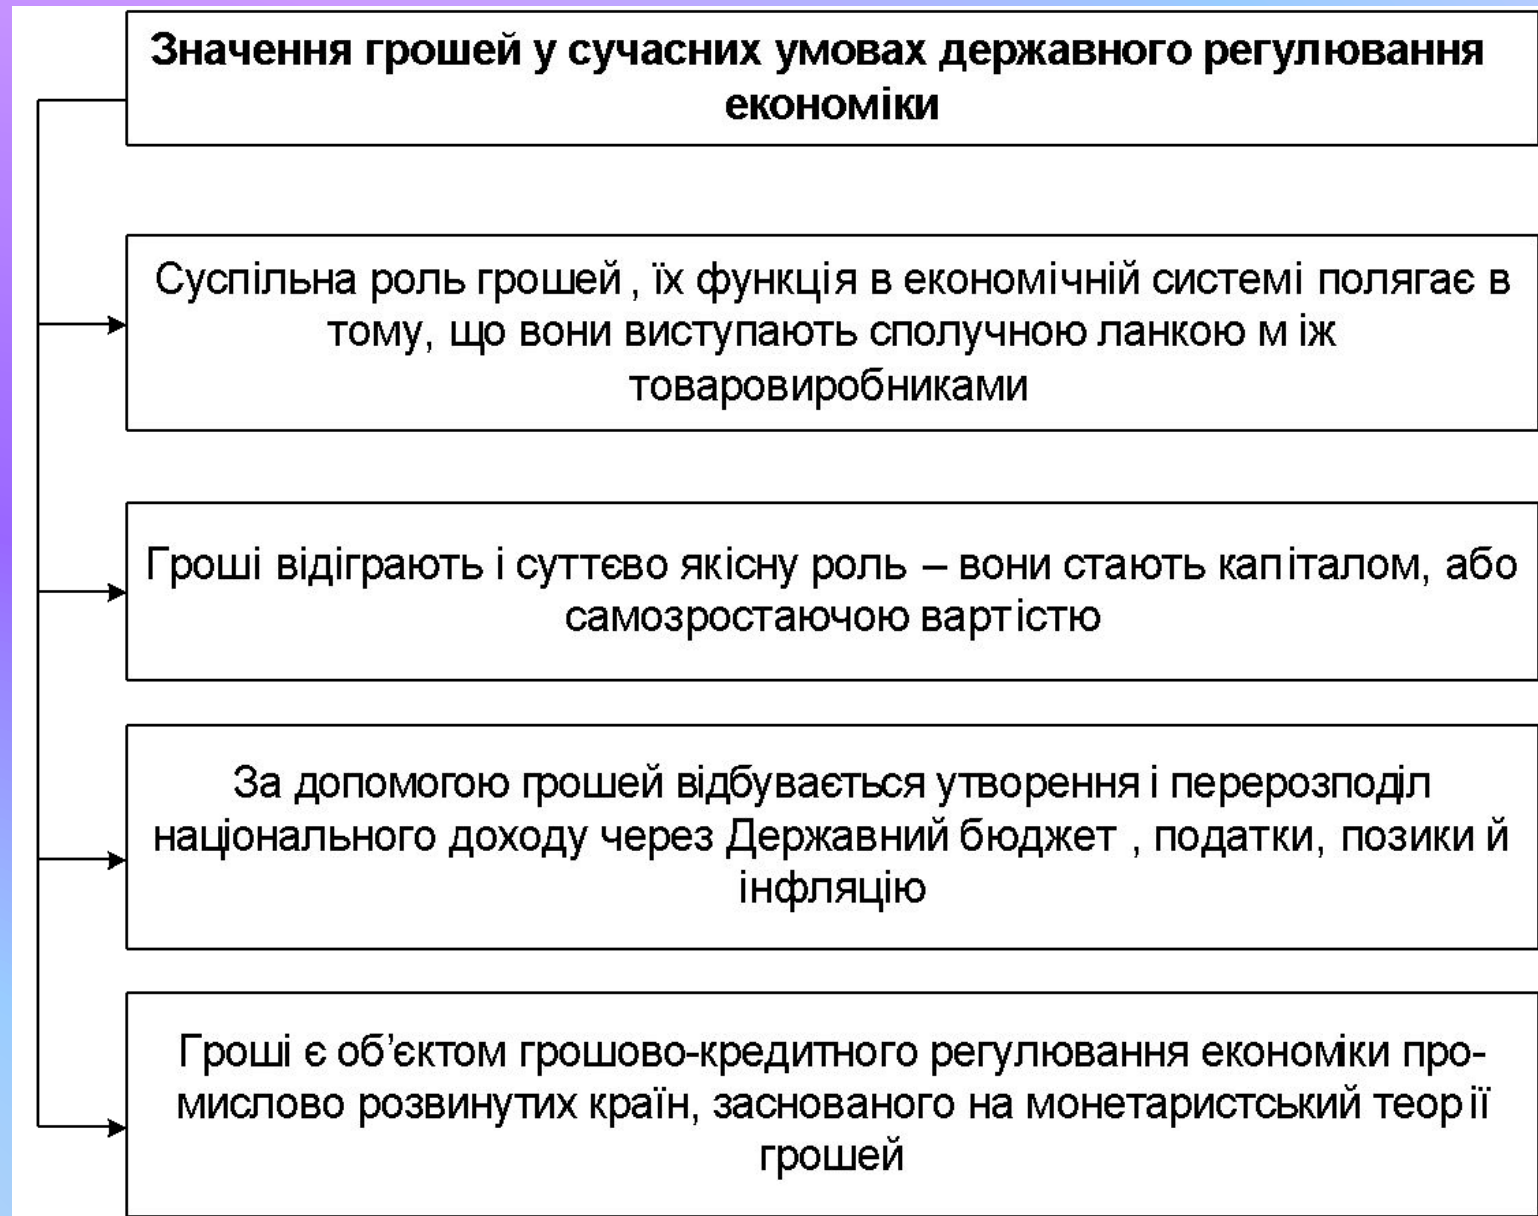 Значення грошей у сучасних умовах державного регулювання
економіки
Суспільна роль грошей , їх функція в економічній системі полягає в
тому, що вони виступають сполучною ланкою м іж
товаровиробниками
Гроші відіграють і суттєво якісну роль – вони стають капіталом, або
самозростаючою вартістю
За допомогою грошей відбувається утворення і перерозподіл
національного доходу через Державний бюджет , податки, позики й
інфляцію
Гроші є об’єктом грошово-кредитного регулювання економіки про-
мислово розвинутих країн, заснованого на монетаристський теор ії
грошей